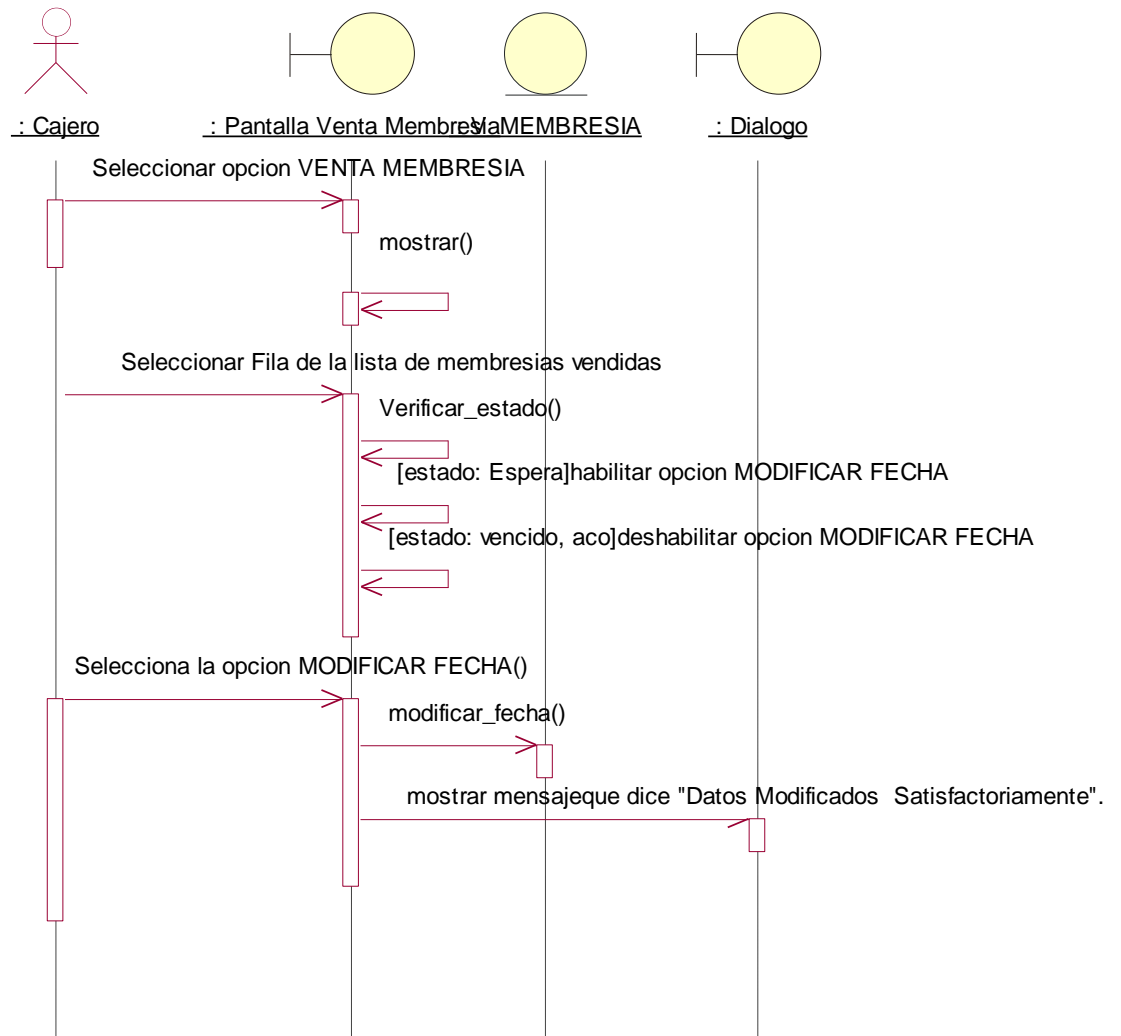 : Cajero
: Pantalla Venta Membresia
: VaMEMBRESIA
: Dialogo
Seleccionar opcion VENTA MEMBRESIA
mostrar()
Seleccionar Fila de la lista de membresias vendidas
Verificar_estado()
[estado: Espera]habilitar opcion MODIFICAR FECHA
[estado: vencido, aco]deshabilitar opcion MODIFICAR FECHA
Selecciona la opcion MODIFICAR FECHA()
modificar_fecha()
mostrar mensajeque dice "Datos Modificados  Satisfactoriamente".